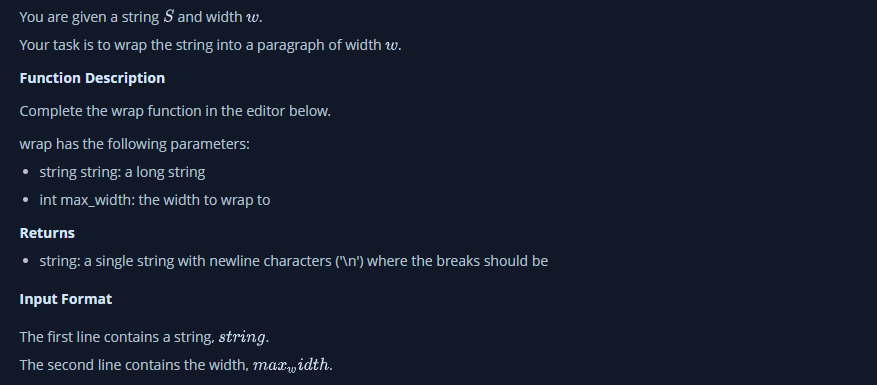 You are given a string S and width w.
Your task is to wrap the string into a paragraph of width w.
Function Description
Complete the wrap function in the editor below.
wrap has the following parameters:
• string string: a long string
• int max_width: the width to wrap to
Returns
• string: a single string with newline characters ('\n') where the breaks should be
Input Format
The first line contains a string, string.
The second line contains the width, max_width.